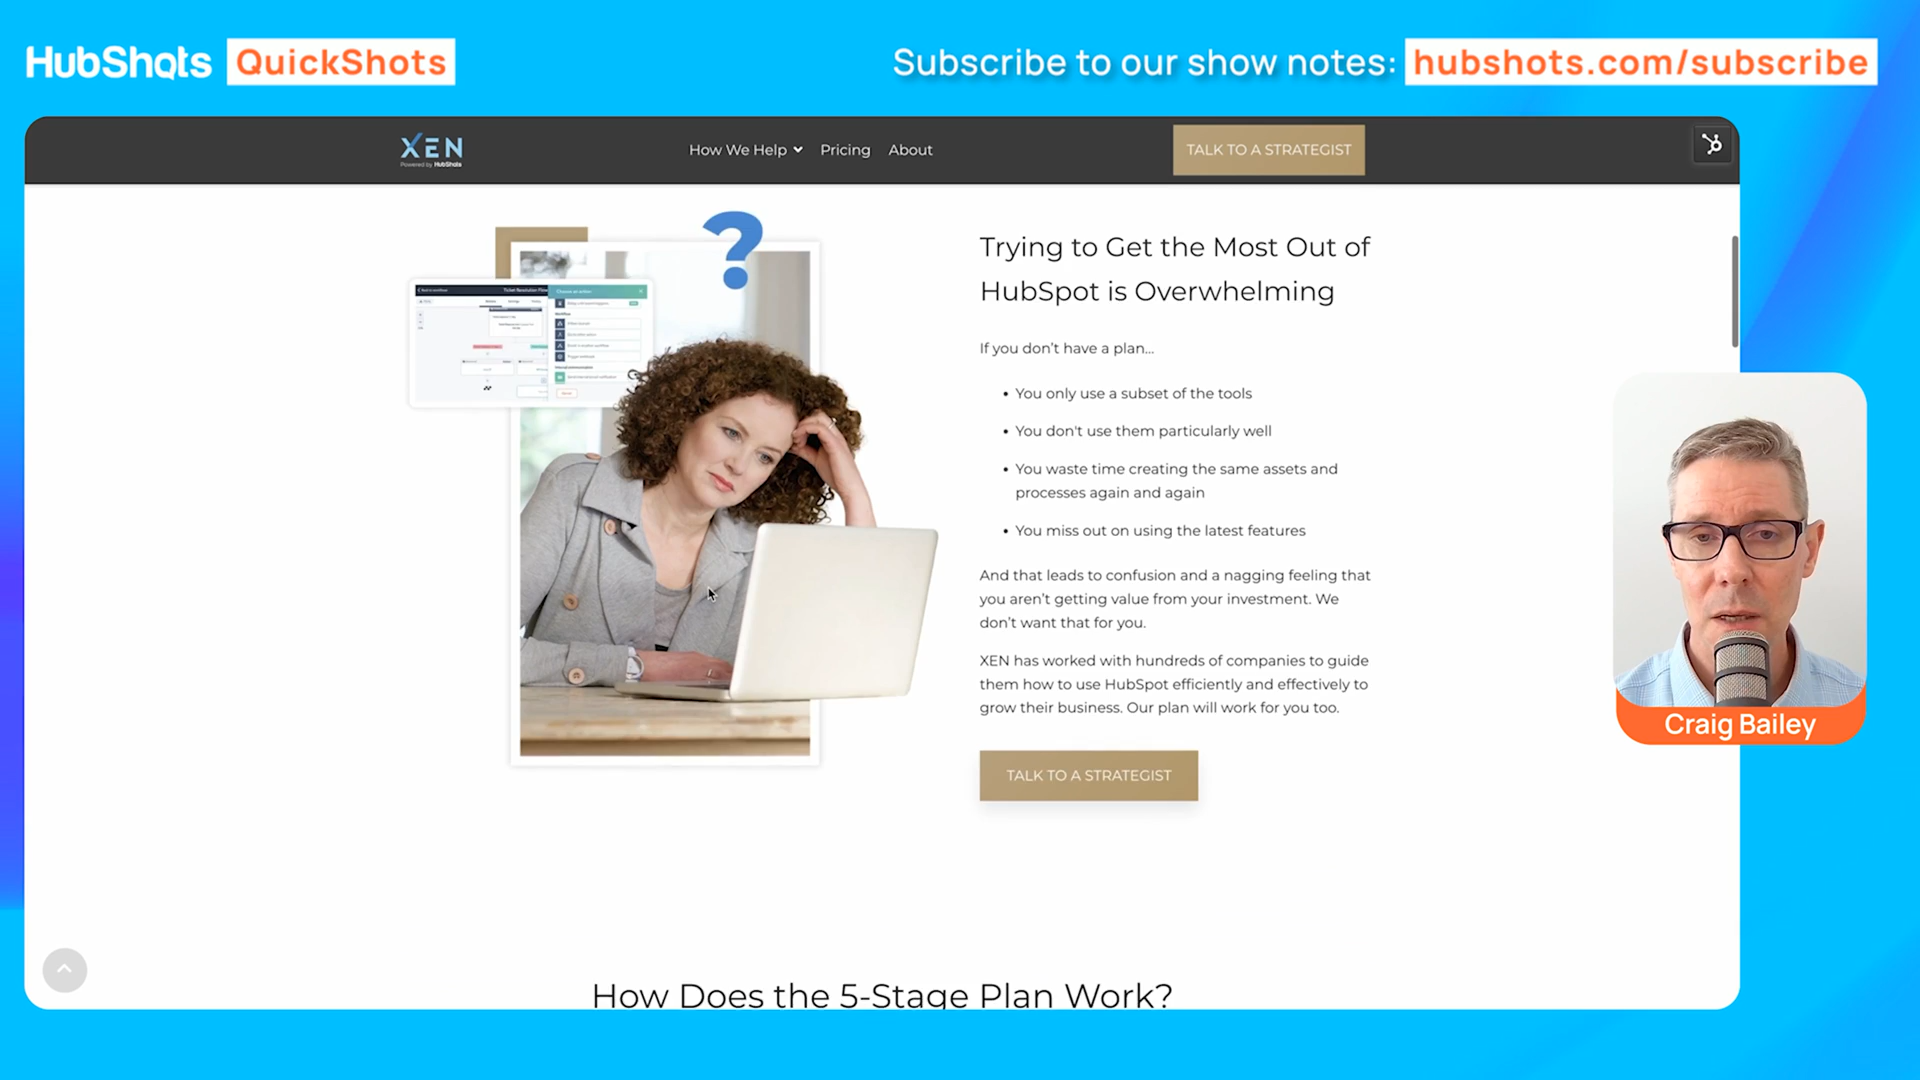 HubShots QuickShots
Subscribe to our show notes: hubshots.com/subscribe
XEN
Powered by HubShots
How We Help
Pricing
About
TALK TO A STRATEGIST
?
Trying to Get the Most Out of
HubSpot is Overwhelming
If you don't have a plan...
• You only use a subset of the tools
• You don't use them particularly well
• You waste time creating the same assets and
processes again and again
• You miss out on using the latest features
And that leads to confusion and a nagging feeling that
you aren't getting value from your investment. We
don't want that for you.
XEN has worked with hundreds of companies to guide
them how to use HubSpot efficiently and effectively to
grow their business. Our plan will work for you too.
TALK TO A STRATEGIST
Craig Bailey
How Does the 5-Stage Plan Work?